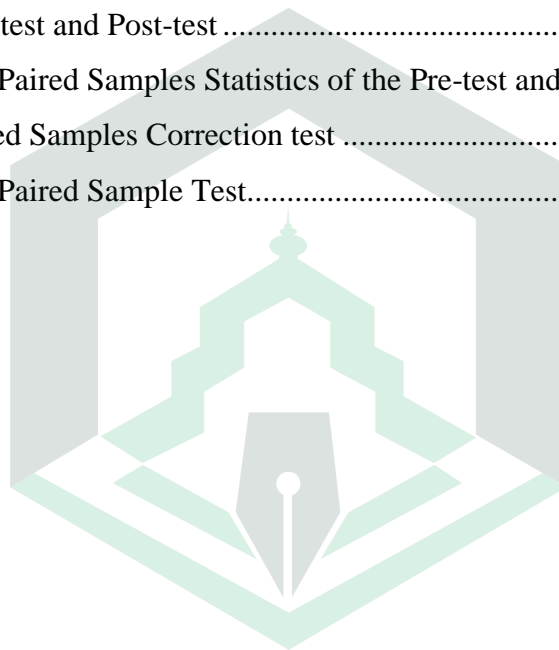 test and Post-test ..........................................
Paired Samples Statistics of the Pre-test and
ed Samples Correction test ...........................
Paired Sample Test.......................................